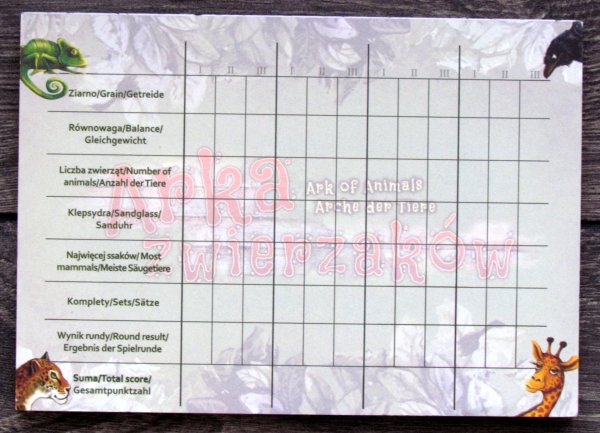 I II III I II III I II III I II III
Ziarno/Grain/Getreide
Równowaga/Balance/
Gleichgewicht
Liczba zwierząt/Number of
animals/Anzahl der Tiere
Arka
Ark of Animals
Arche der Tiere
Klepsydra/Sandglass/
Sanduhr
zwierzaków
Najwięcej ssaków/Most
mammals/Meiste Säugetiere
Komplety/Sets/Sätze
Wynik rundy/Round result/
Ergebnis der Spielrunde
Suma/Total score/
Gesamtpunktzahl